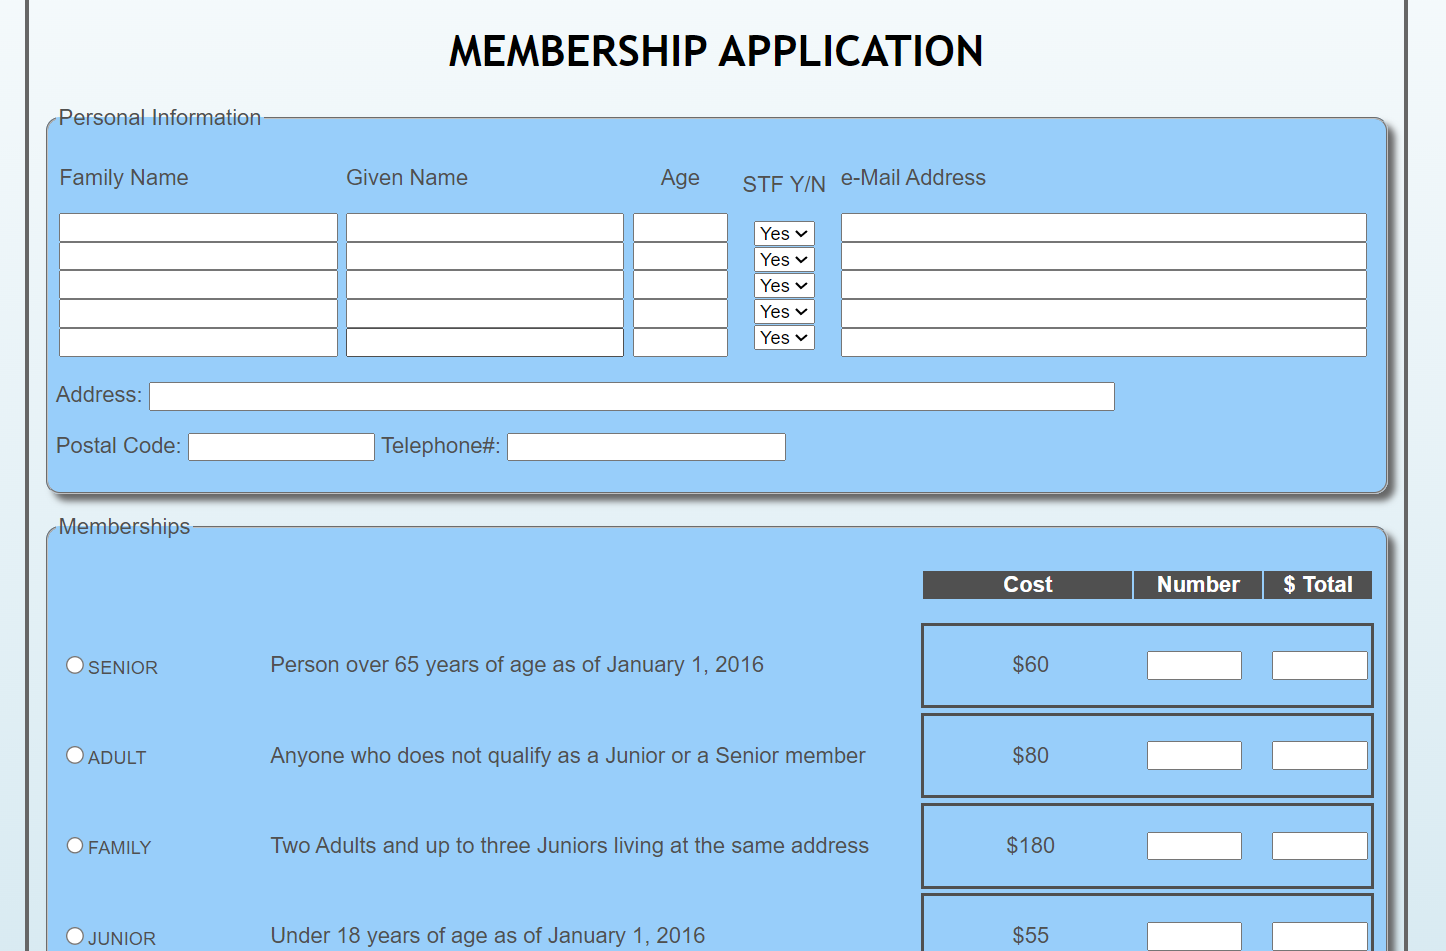 MEMBERSHIP APPLICATION
Personal Information
Family Name Given Name Age STF Y/N e-Mail Address
Yes
Yes
Yes
Yes
Yes
Address:
Postal Code: Telephone#:
Memberships
Cost Number $ Total
SENIOR Person over 65 years of age as of January 1, 2016 $60
ADULT Anyone who does not qualify as a Junior or a Senior member $80
FAMILY Two Adults and up to three Juniors living at the same address $180
JUNIOR Under 18 years of age as of January 1, 2016 $55